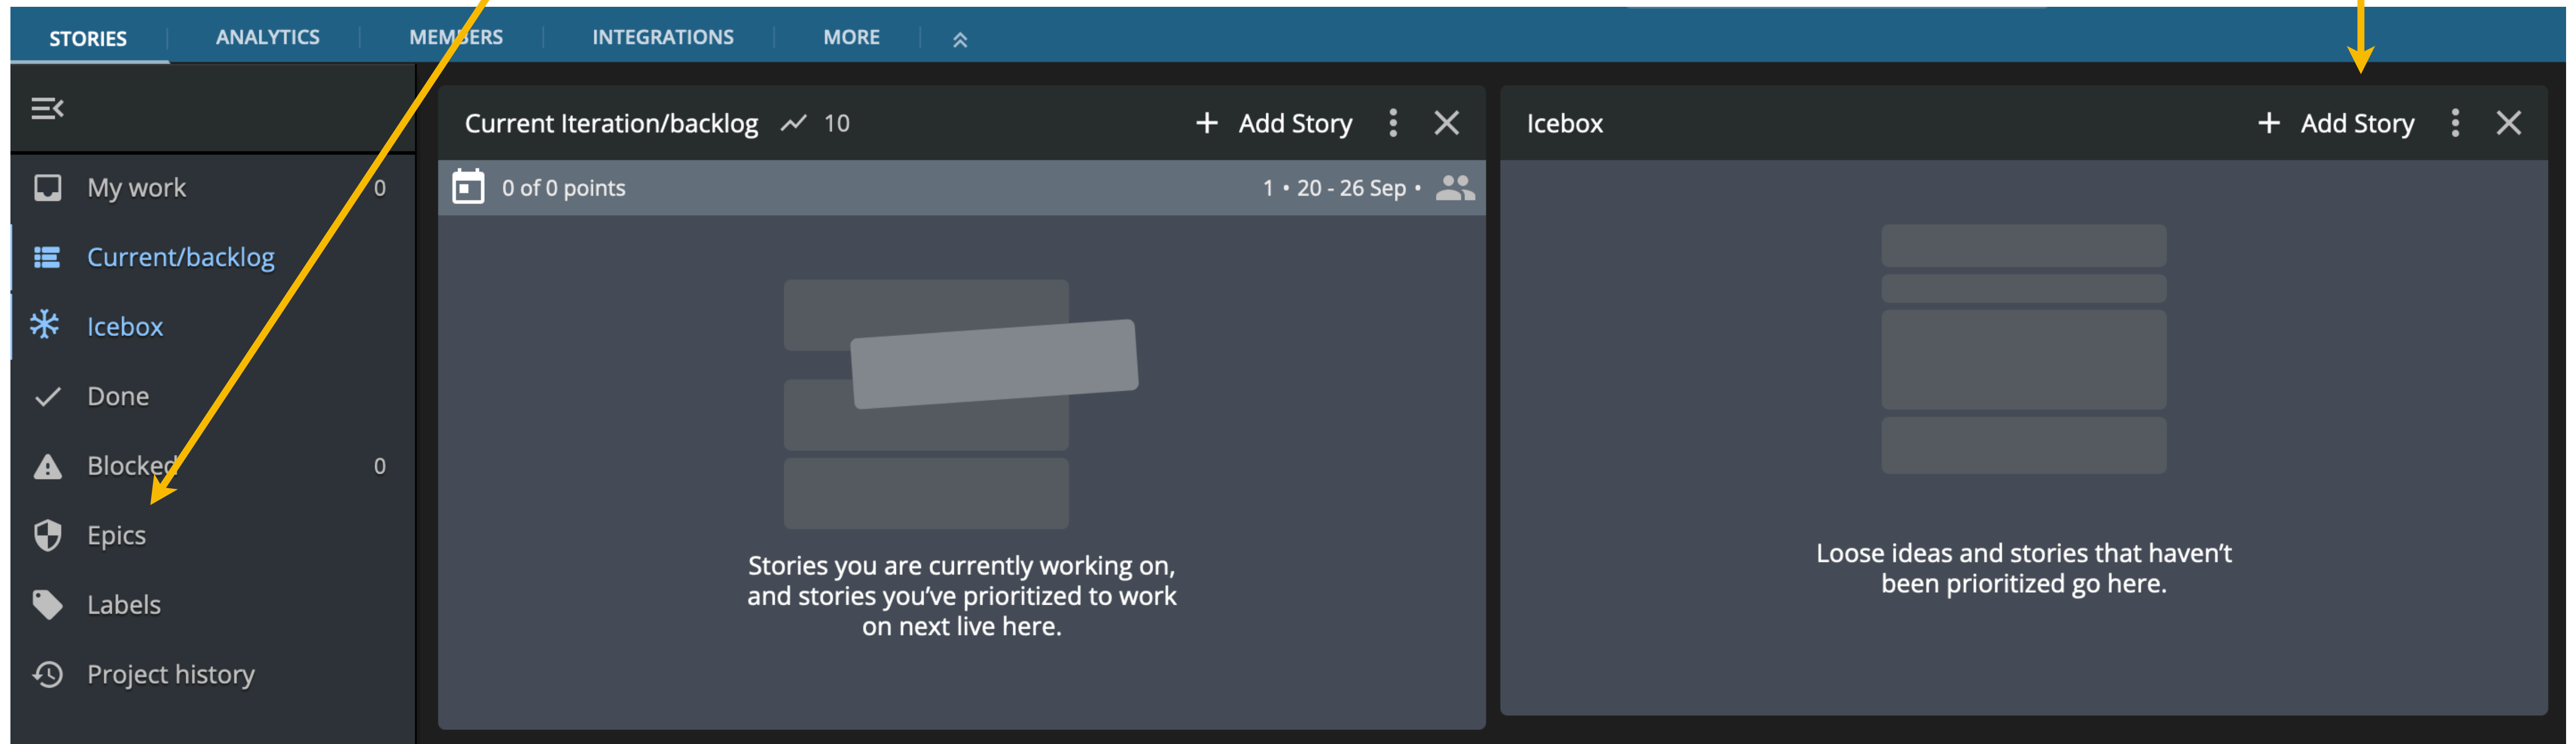 STORIES ANALYTICS MEMBERS INTEGRATIONS MORE
My work 0
Current/backlog
Icebox
Done
Blocked 0
Epics
Labels
Project history
Current Iteration/backlog 10 + Add Story
0 of 0 points 1 • 20 - 26 Sep •
Stories you are currently working on,
and stories you’ve prioritized to work
on next live here.
Icebox + Add Story
Loose ideas and stories that haven’t
been prioritized go here.